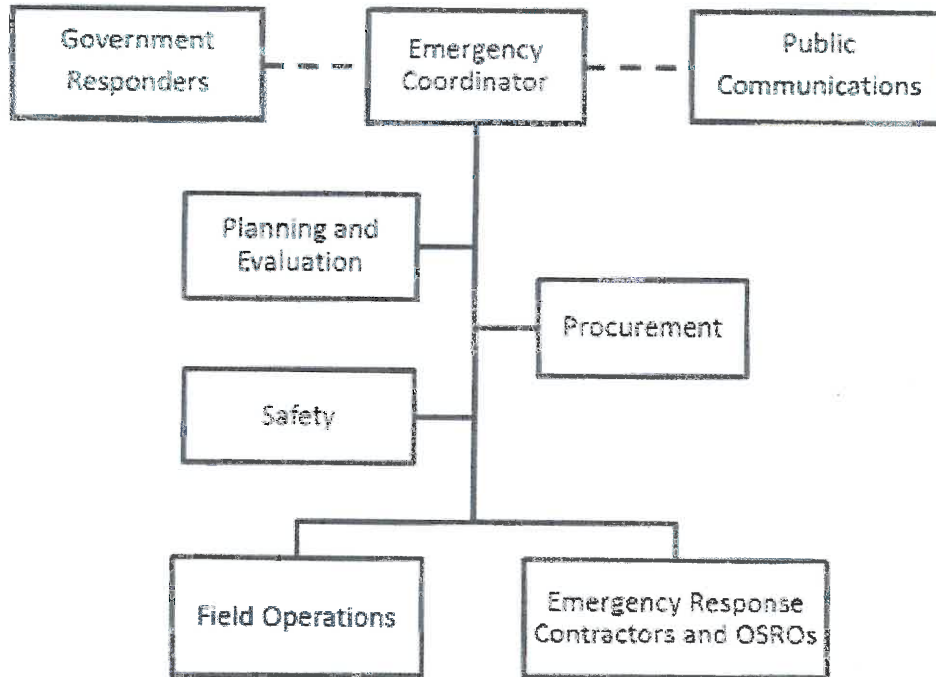 Government
Responders
Emergency
Coordinator
Public
Communications
Planning and
Evaluation
Procurement
Safety
Field Operations
Emergency Response
Contractors and OSROs